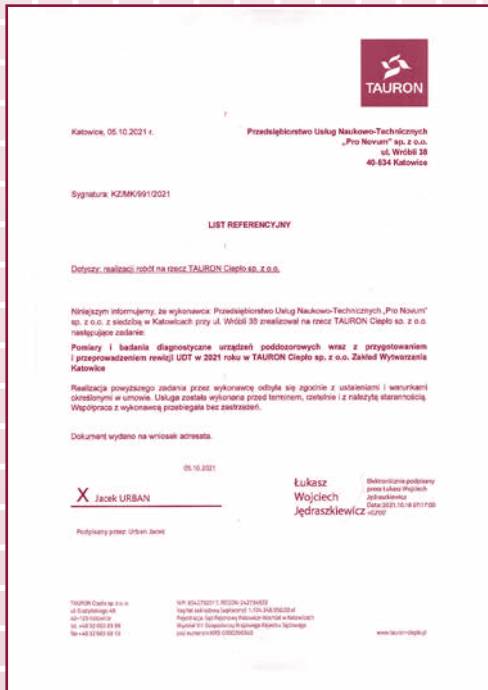 TAURON
Katowice, 05.10.2021 r.
Przedsiębiorstwo Usług Naukowo-Technicznych
„Pro Novum" sp. z o.o.
ul. Wróbli 38
40-534 Katowice
Sygnatura: KZ/MK/991/2021
LIST REFERENCYJNY
Dotyczy: realizacji robót na rzecz TAURON Ciepło sp. z o.o.
Niniejszym informujemy, że wykonawca: Przedsiębiorstwo Usług Naukowo-Technicznych „Pro Novum"
sp. z o.o. z siedzibą w Katowicach przy ul. Wróbli 38 zrealizował na rzecz TAURON Ciepło sp. z o.o.
następujące zadanie:
Pomiary i badania diagnostyczne urządzeń poddozorowych wraz z przygotowaniem
i przeprowadzeniem rewizji UDT w 2021 roku w TAURON Ciepło sp. z o.o. Zakład Wytwarzania
Katowice
Realizacja powyższego zadania przez wykonawcę odbyła się zgodnie z ustaleniami i warunkami
określonymi w umowie. Usługa została wykonana przed terminem, rzetelnie i z należytą starannością.
Współpraca z wykonawcą przebiegała bez zastrzeżeń.
Dokument wydano na wniosek adresata.
05.10.2021
X Jacek URBAN
Podpisany przez: Urban Jacek
Łukasz
Wojciech
Jędraszkiewicz
Elektronicznie podpisany
przez Łukasz Wojciech
Jędraszkiewicz
TAURON Ciepło sp. z o.o.
40-126 Katowice
www.tauron-cieplo.pl